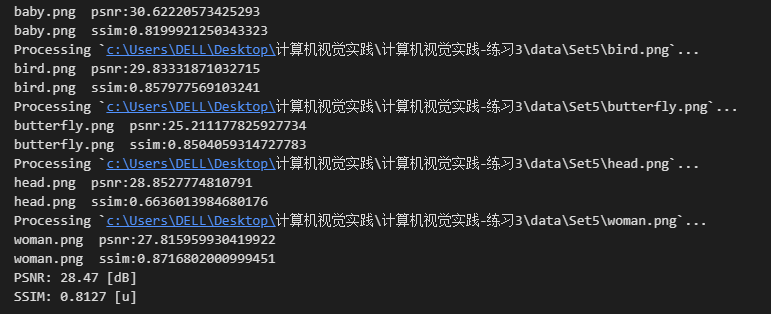 baby.png  psnr:30.62220573425293
baby.png  ssim:0.8199921250343323
Processing `c:\Users\DELL\Desktop\计算机视觉实践\计算机视觉实践-练习3\data\Set5\bird.png`...
bird.png  psnr:29.83331871032715
bird.png  ssim:0.857977569103241
Processing `c:\Users\DELL\Desktop\计算机视觉实践\计算机视觉实践-练习3\data\Set5\butterfly.png`...
butterfly.png  psnr:25.211177825927734
butterfly.png  ssim:0.8504059314727783
Processing `c:\Users\DELL\Desktop\计算机视觉实践\计算机视觉实践-练习3\data\Set5\head.png`...
head.png  psnr:28.8527774810791
head.png  ssim:0.6636013984680176
Processing `c:\Users\DELL\Desktop\计算机视觉实践\计算机视觉实践-练习3\data\Set5\woman.png`...
woman.png  psnr:27.815959930419922
woman.png  ssim:0.8716802000999451
PSNR: 28.47 [dB]
SSIM: 0.8127 [u]